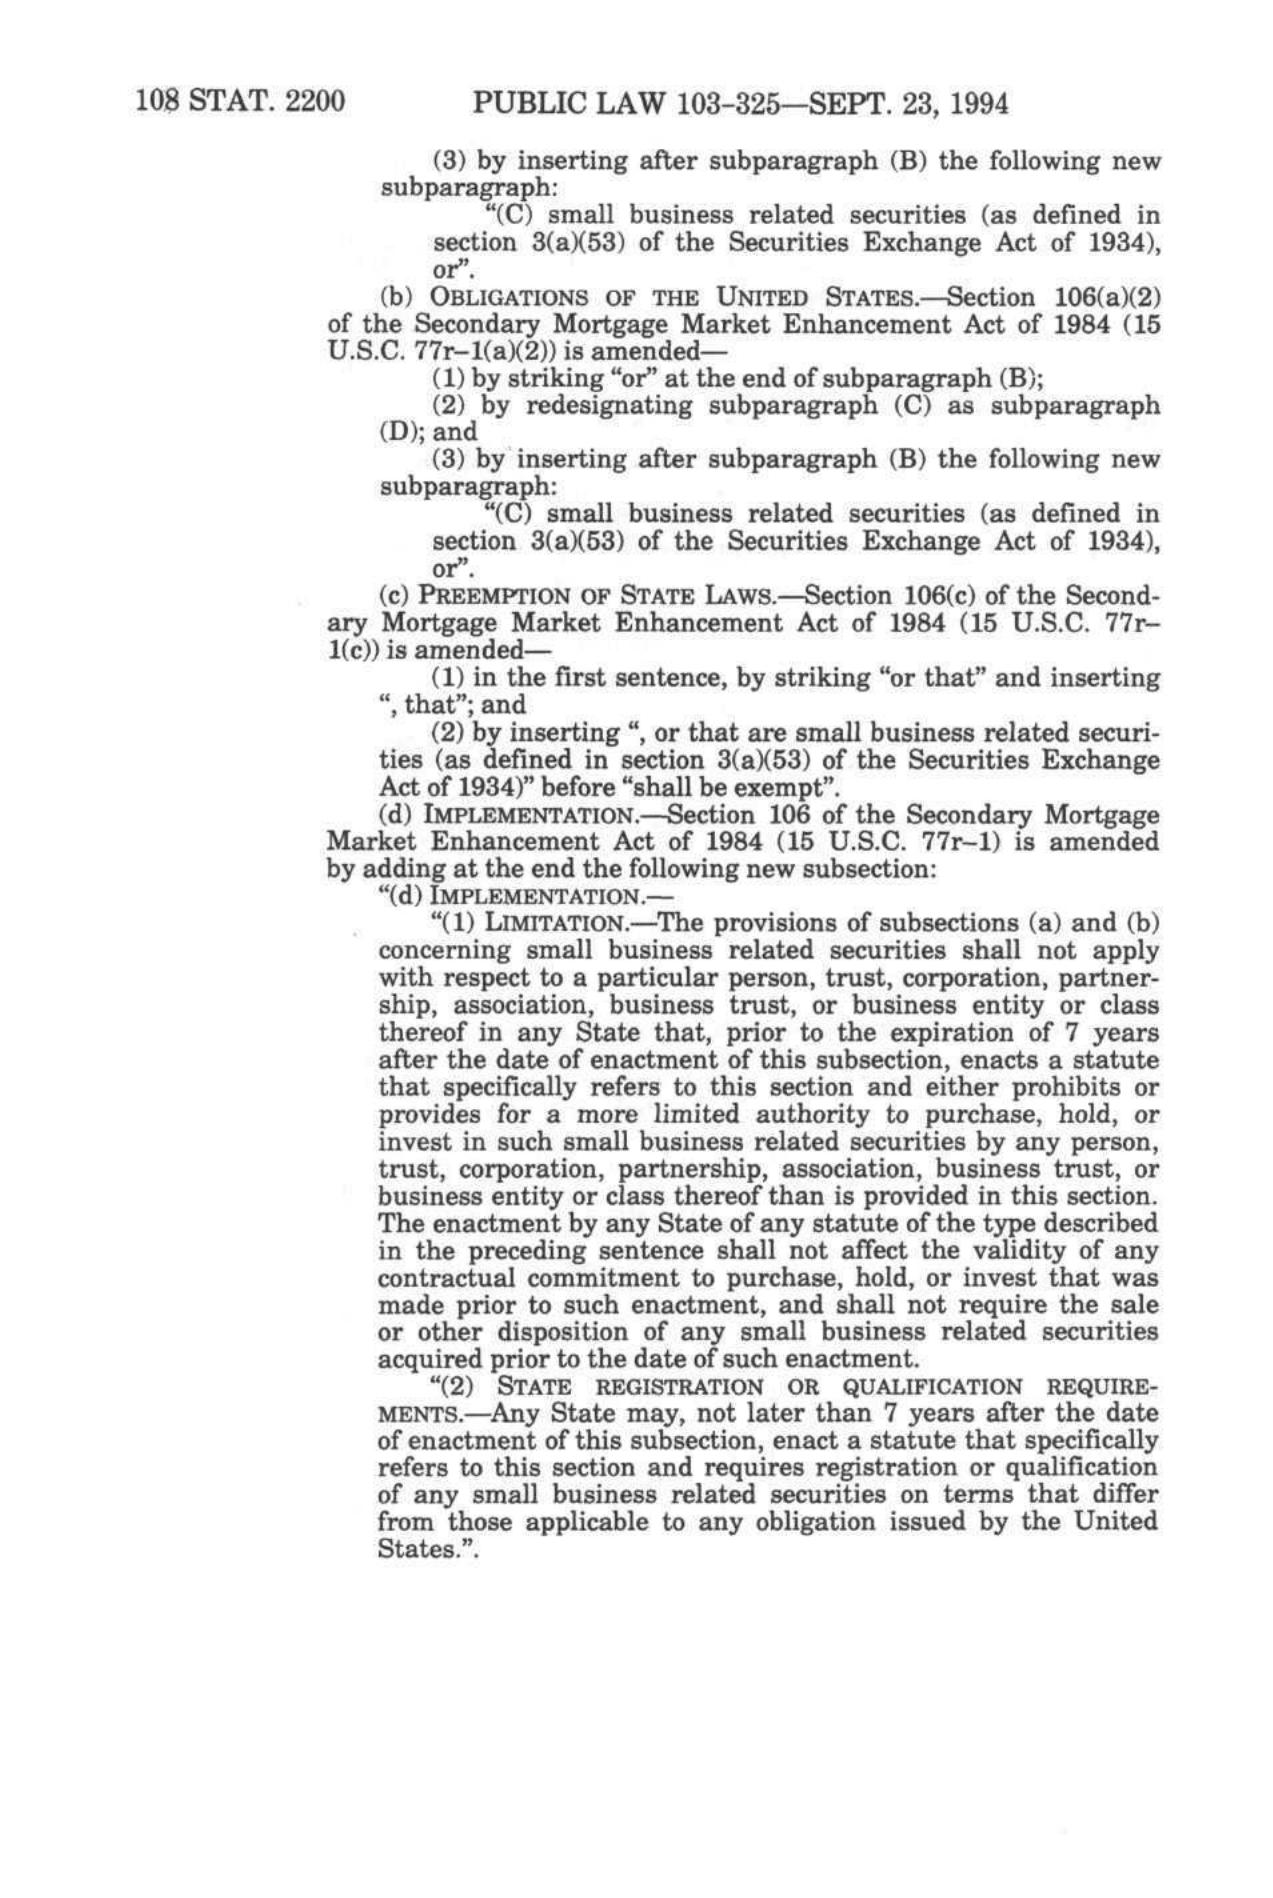 108 STAT. 2200 PUBLIC LAW 103–325—SEPT. 23, 1994
(3) by inserting after subparagraph (B) the following new
subparagraph:
“(C) small business related securities (as defined in
section 3(a)(53) of the Securities Exchange Act of 1934),
or”.
(b) OBLIGATIONS OF THE UNITED STATES.—Section 106(a)(2)
of the Secondary Mortgage Market Enhancement Act of 1984 (15
U.S.C. 77r–1(a)(2)) is amended—
(1) by striking “or” at the end of subparagraph (B);
(2) by redesignating subparagraph (C) as subparagraph
(D); and
(3) by inserting after subparagraph (B) the following new
subparagraph:
“(C) small business related securities (as defined in
section 3(a)(53) of the Securities Exchange Act of 1934),
or”.
(c) PREEMPTION OF STATE LAWS.—Section 106(c) of the Second-
ary Mortgage Market Enhancement Act of 1984 (15 U.S.C. 77r–
1(c)) is amended—
(1) in the first sentence, by striking “or that” and inserting
“, that”; and
(2) by inserting “, or that are small business related securi-
ties (as defined in section 3(a)(53) of the Securities Exchange
Act of 1934)” before “shall be exempt”.
(d) IMPLEMENTATION.—Section 106 of the Secondary Mortgage
Market Enhancement Act of 1984 (15 U.S.C. 77r–1) is amended
by adding at the end the following new subsection:
“(d) IMPLEMENTATION.—
“(1) LIMITATION.—The provisions of subsections (a) and (b)
concerning small business related securities shall not apply
with respect to a particular person, trust, corporation, partner-
ship, association, business trust, or business entity or class
thereof in any State that, prior to the expiration of 7 years
after the date of enactment of this subsection, enacts a statute
that specifically refers to this section and either prohibits or
provides for a more limited authority to purchase, hold, or
invest in such small business related securities by any person,
trust, corporation, partnership, association, business trust, or
business entity or class thereof than is provided in this section.
The enactment by any State of any statute of the type described
in the preceding sentence shall not affect the validity of any
contractual commitment to purchase, hold, or invest that was
made prior to such enactment, and shall not require the sale
or other disposition of any small business related securities
acquired prior to the date of such enactment.
“(2) STATE REGISTRATION OR QUALIFICATION REQUIRE-
MENTS.—Any State may, not later than 7 years after the date
of enactment of this subsection, enact a statute that specifically
refers to this section and requires registration or qualification
of any small business related securities on terms that differ
from those applicable to any obligation issued by the United
States.”.